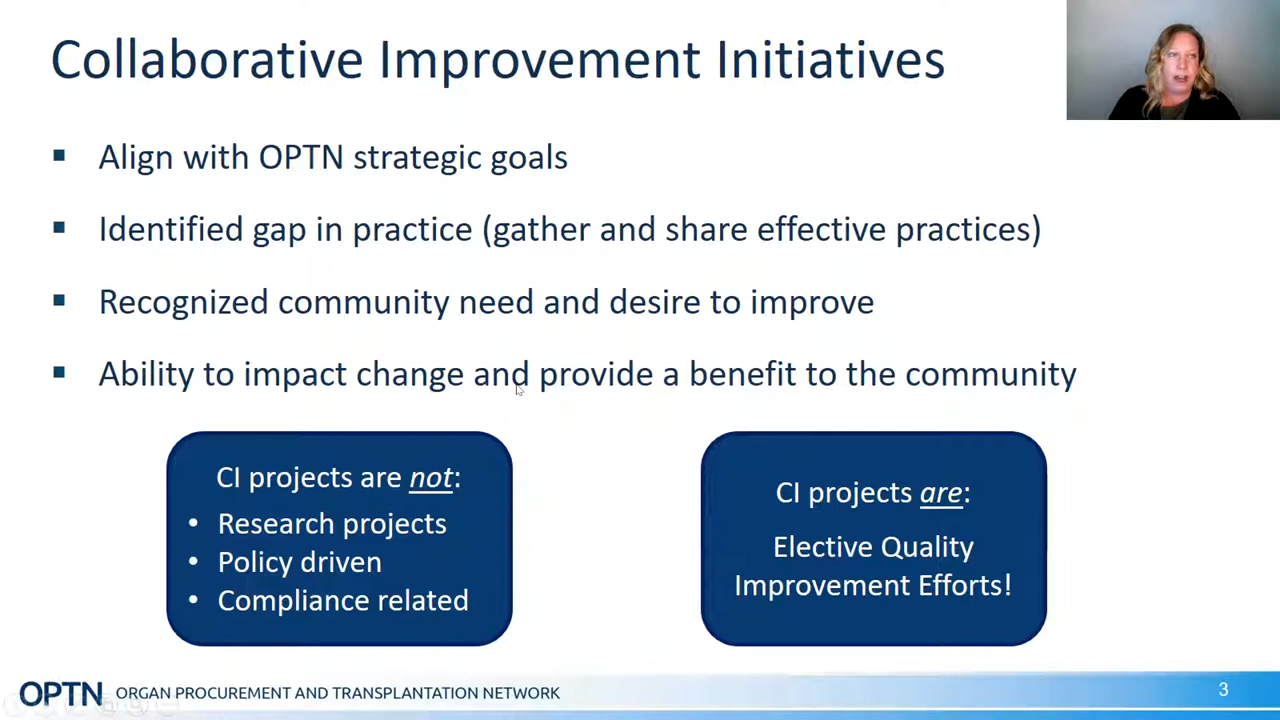 Collaborative Improvement Initiatives
▪ Align with OPTN strategic goals
▪ Identified gap in practice (gather and share effective practices)
▪ Recognized community need and desire to improve
▪ Ability to impact change and provide a benefit to the community
CI projects are not:
• Research projects
• Policy driven
• Compliance related
CI projects are:
Elective Quality
Improvement Efforts!
OPTN ORGAN PROCUREMENT AND TRANSPLANTATION NETWORK
3